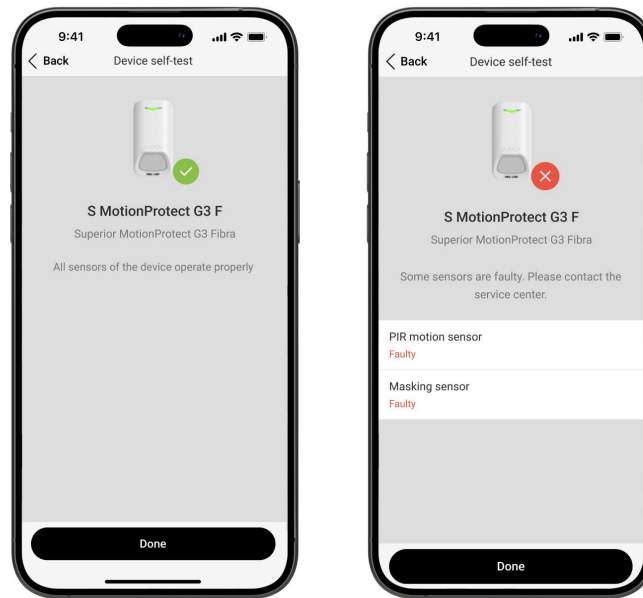 9:41
Back
Device self-test
S MotionProtect G3 F
Superior MotionProtect G3 Fibra
All sensors of the device operate properly
Done
9:41
Back
Device self-test
S MotionProtect G3 F
Superior MotionProtect G3 Fibra
Some sensors are faulty. Please contact the
service center.
PIR motion sensor
Faulty
Masking sensor
Faulty
Done